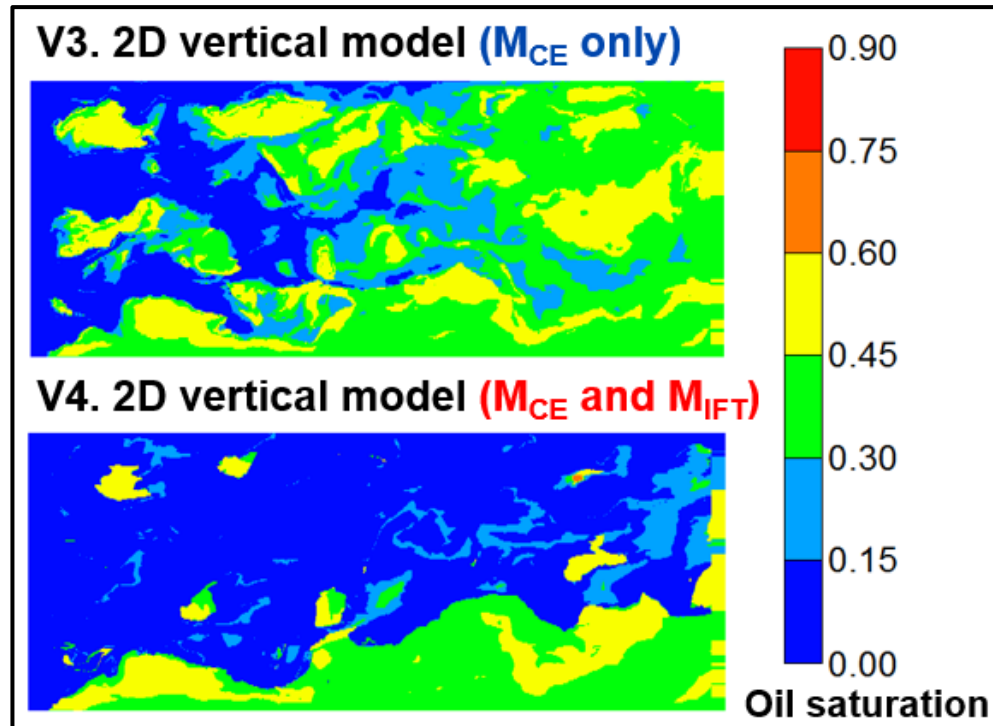 V3. 2D vertical model (MCE only)
V4. 2D vertical model (MCE and MIFT)
0.90
0.75
0.60
0.45
0.30
0.15
0.00
Oil saturation